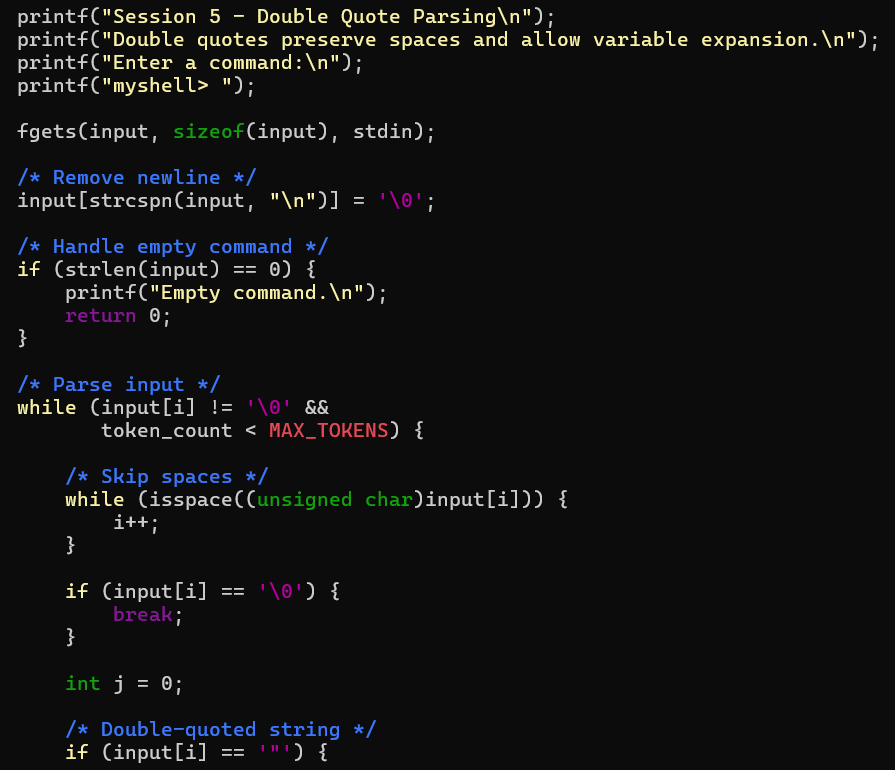 printf("Session 5 - Double Quote Parsing\n");
printf("Double quotes preserve spaces and allow variable expansion.\n");
printf("Enter a command:\n");
printf("myshell> ");
fgets(input, sizeof(input), stdin);
/* Remove newline */
input[strcspn(input, "\n")] = '\0';
/* Handle empty command */
if (strlen(input) == 0) {
    printf("Empty command.\n");
    return 0;
}
/* Parse input */
while (input[i] != '\0' &&
       token_count < MAX_TOKENS) {
    /* Skip spaces */
    while (isspace((unsigned char)input[i])) {
        i++;
    }
    if (input[i] == '\0') {
        break;
    }
    int j = 0;
    /* Double-quoted string */
    if (input[i] == '"') {